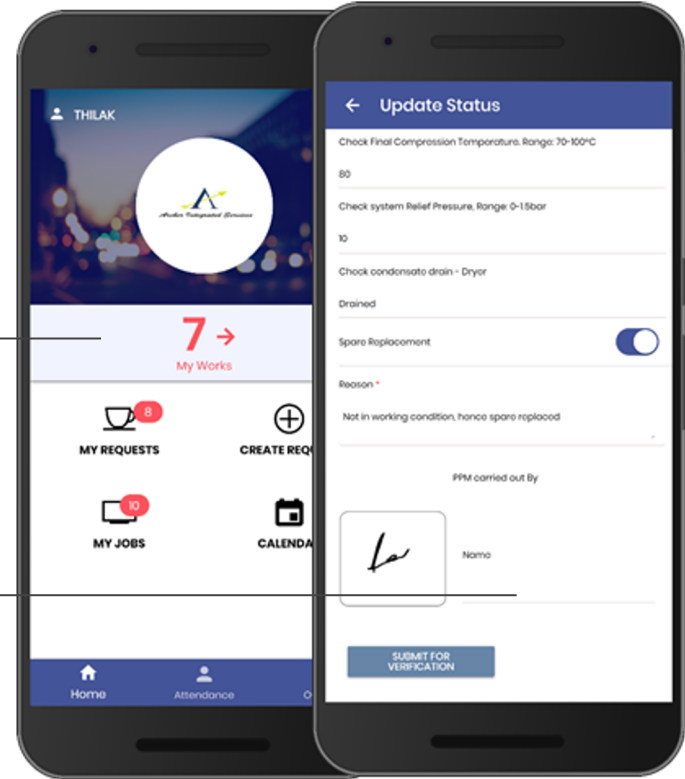 THILAK
Archer Integrated Services
7
My Works
8
MY REQUESTS
CREATE REQU
10
MY JOBS
CALENDA
Home
Attendance
O
Update Status
Check Final Compression Temperature. Range: 70-100°C
80
Check system Relief Pressure, Range: 0-1.5bar
10
Check condensate drain - Dryer
Drained
Spare Replacement
Reason *
Not in working condition, hence spare replaced
PPM carried out By
Name
SUBMIT FOR
VERIFICATION